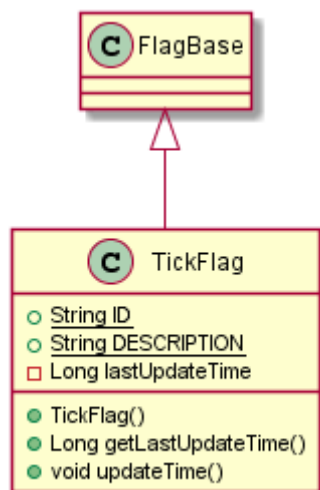 C FlagBase
C TickFlag
String ID
String DESCRIPTION
Long lastUpdateTime
TickFlag()
Long getLastUpdateTime()
void updateTime()